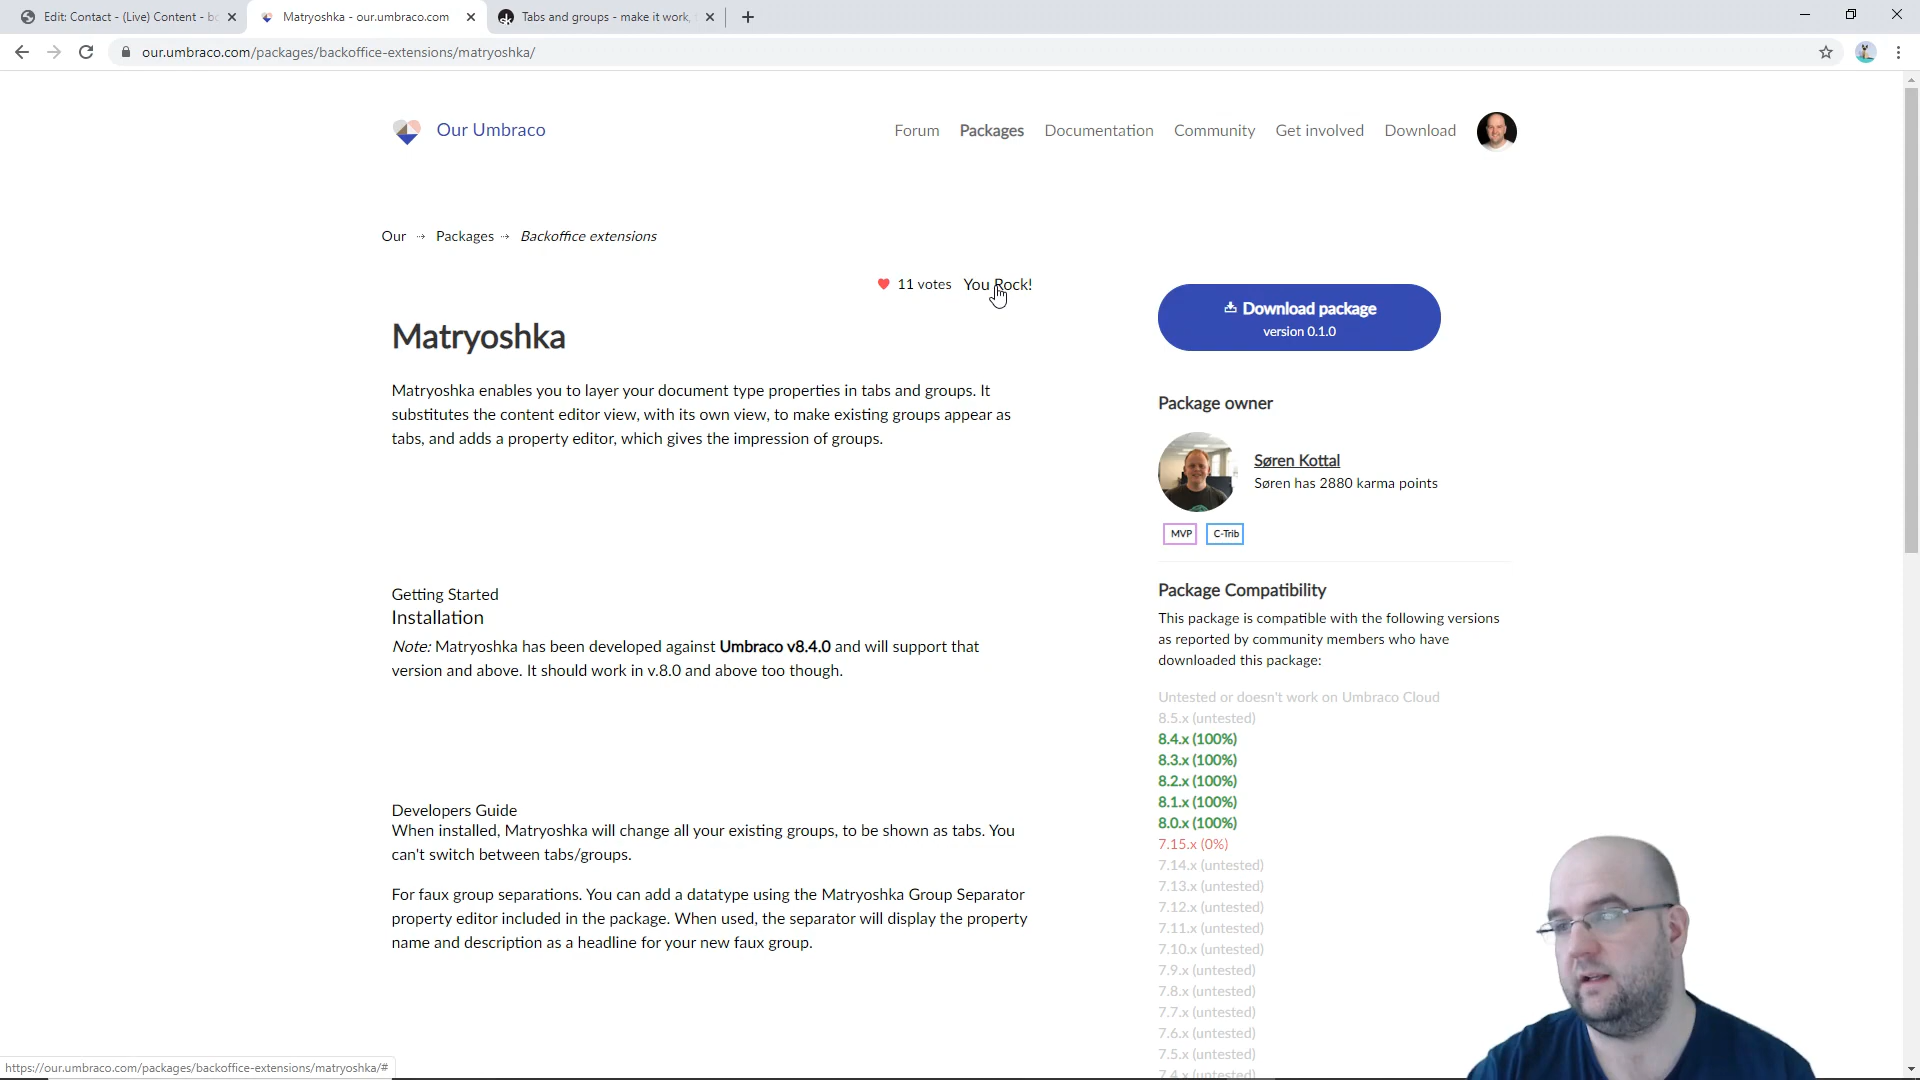 Edit: Contact - (Live) Content - bo
Matryoshka - our.umbraco.com
Tabs and groups - make it work,
our.umbraco.com/packages/backoffice-extensions/matryoshka/
Our Umbraco
Forum
Packages
Documentation
Community
Get involved
Download
Our → Packages → Backoffice extensions
11 votes
You Rock!
Matryoshka
Matryoshka enables you to layer your document type properties in tabs and groups. It
substitutes the content editor view, with its own view, to make existing groups appear as
tabs, and adds a property editor, which gives the impression of groups.
Getting Started
Installation
Note: Matryoshka has been developed against Umbraco v8.4.0 and will support that
version and above. It should work in v.8.0 and above too though.
Developers Guide
When installed, Matryoshka will change all your existing groups, to be shown as tabs. You
can't switch between tabs/groups.
For faux group separations. You can add a datatype using the Matryoshka Group Separator
property editor included in the package. When used, the separator will display the property
name and description as a headline for your new faux group.
Download package
version 0.1.0
Package owner
Søren Kottal
Søren has 2880 karma points
MVP
C-Trib
Package Compatibility
This package is compatible with the following versions
as reported by community members who have
downloaded this package:
Untested or doesn't work on Umbraco Cloud
8.5.x (untested)
8.4.x (100%)
8.3.x (100%)
8.2.x (100%)
8.1.x (100%)
8.0.x (100%)
7.15.x (0%)
7.14.x (untested)
7.13.x (untested)
7.12.x (untested)
7.11.x (untested)
7.10.x (untested)
7.9.x (untested)
7.8.x (untested)
7.7.x (untested)
7.6.x (untested)
7.5.x (untested)
7.4.x (untested)
https://our.umbraco.com/packages/backoffice-extensions/matryoshka/#